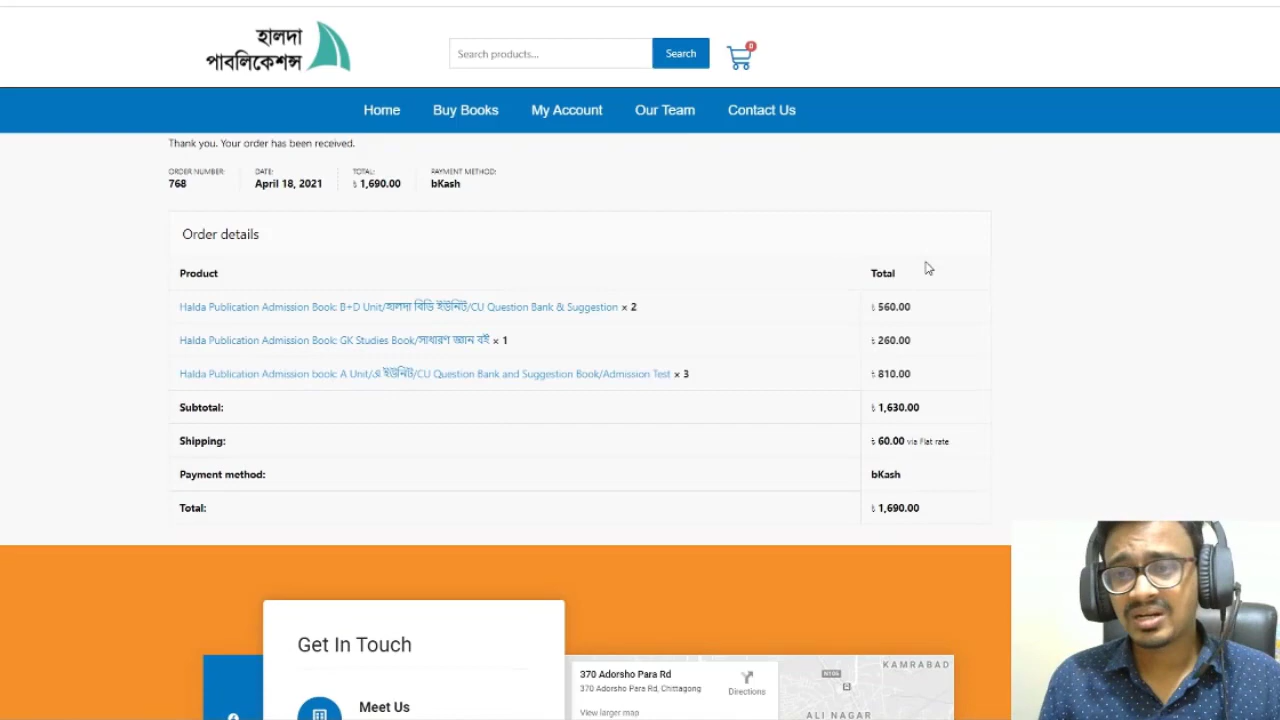 হালদা
পাবলিকেশন্স
Search products...
Search
0
Home Buy Books My Account Our Team Contact Us
Thank you. Your order has been received.
ORDER NUMBER: DATE: TOTAL: PAYMENT METHOD:
768 April 18, 2021 ৳ 1,690.00 bKash
Order details
Product Total
Halda Publication Admission Book: B+D Unit/হালদা বিডি ইউনিট/CU Question Bank & Suggestion × 2 ৳ 560.00
Halda Publication Admission Book: GK Studies Book/সাধারণ জ্ঞান বই × 1 ৳ 260.00
Halda Publication Admission book: A Unit/এ ইউনিট/CU Question Bank and Suggestion Book/Admission Test × 3 ৳ 810.00
Subtotal: ৳ 1,630.00
Shipping: ৳ 60.00 via Flat rate
Payment method: bKash
Total: ৳ 1,690.00
Get In Touch
Meet Us
370 Adorsho Para Rd
370 Adorsho Para Rd, Chittagong
Directions
View larger map
KAMRABAD
N106
ALI NAGAR